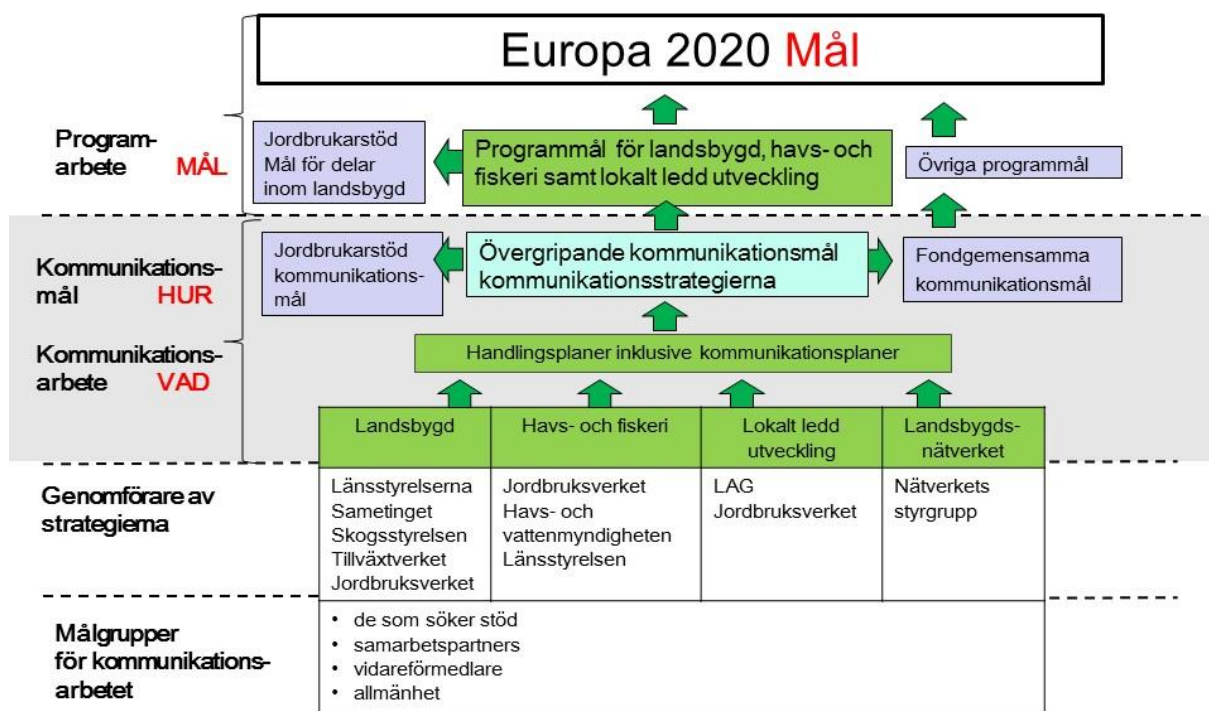 Europa 2020 Mål
Program-
arbete MÅL
Jordbrukarstöd
Mål för delar
inom landsbygd
Programmål för landsbygd, havs- och
fiskeri samt lokalt ledd utveckling
Övriga programmål
Kommunikations-
mål HUR
Jordbrukarstöd
kommunikations-
mål
Övergripande kommunikationsmål
kommunikationsstrategierna
Fondgemensamma
kommunikationsmål
Kommunikations-
arbete VAD
Handlingsplaner inklusive kommunikationsplaner
Landsbygd
Havs- och fiskeri
Lokalt ledd
utveckling
Landsbygds-
nätverket
Genomförare av
strategierna
Länsstyrelserna
Sametinget
Skogsstyrelsen
Tillväxtverket
Jordbruksverket
Jordbruksverket
Havs- och
vattenmyndigheten
Länsstyrelsen
LAG
Jordbruksverket
Nätverkets
styrgrupp
Målgrupper
för kommunikations-
arbetet
• de som söker stöd
• samarbetspartners
• vidareförmedlare
• allmänhet